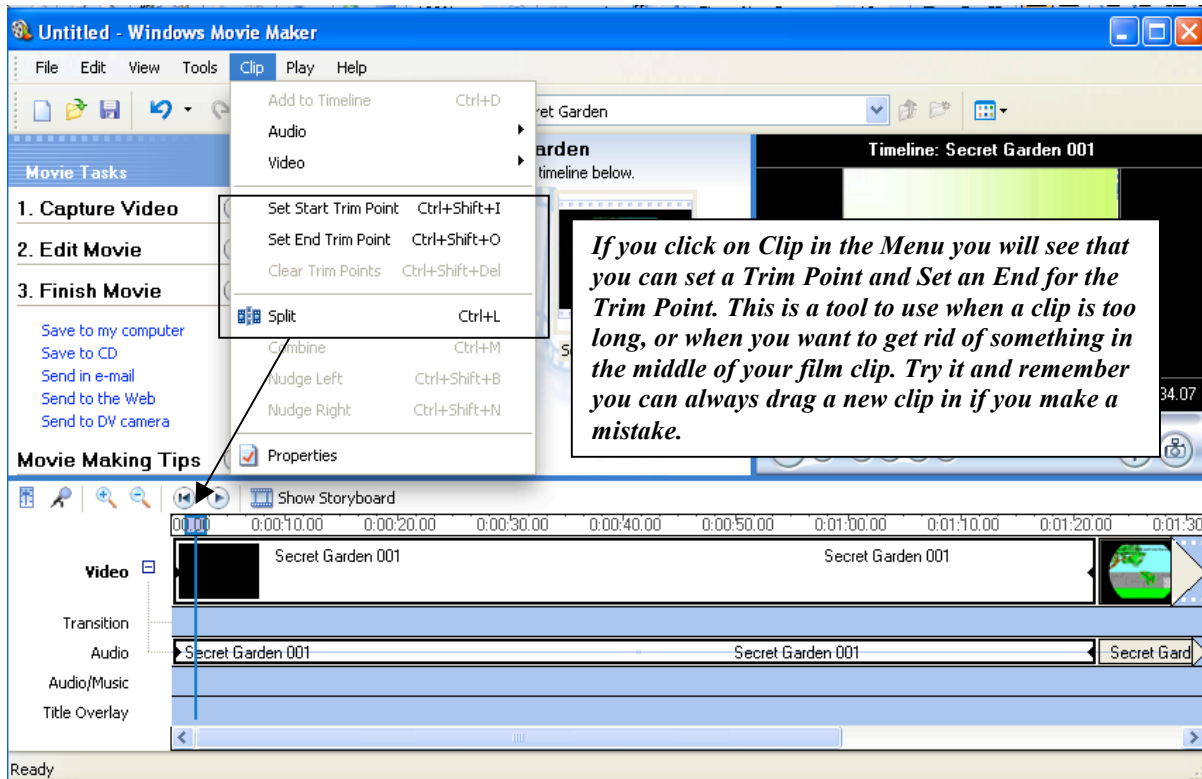 Untitled - Windows Movie Maker
File Edit View Tools Clip Play Help
Add to Timeline Ctrl+D
Audio
Video
Set Start Trim Point Ctrl+Shift+I
Set End Trim Point Ctrl+Shift+O
Clear Trim Points Ctrl+Shift+Del
Split Ctrl+L
Combine Ctrl+M
Nudge Left Ctrl+Shift+B
Nudge Right Ctrl+Shift+N
Properties
ret Garden
arden
timeline below.
Timeline: Secret Garden 001
Movie Tasks
1. Capture Video
2. Edit Movie
3. Finish Movie
Save to my computer
Save to CD
Send in e-mail
Send to the Web
Send to DV camera
Movie Making Tips
If you click on Clip in the Menu you will see that
you can set a Trim Point and Set an End for the
Trim Point. This is a tool to use when a clip is too
long, or when you want to get rid of something in
the middle of your film clip. Try it and remember
you can always drag a new clip in if you make a
mistake.
34.07
Show Storyboard
0:00:10.00 0:00:20.00 0:00:30.00 0:00:40.00 0:00:50.00 0:01:00.00 0:01:10.00 0:01:20.00 0:01:30
Video
Secret Garden 001 Secret Garden 001
Transition
Audio
Secret Garden 001 Secret Garden 001 Secret Gard
Audio/Music
Title Overlay
Ready